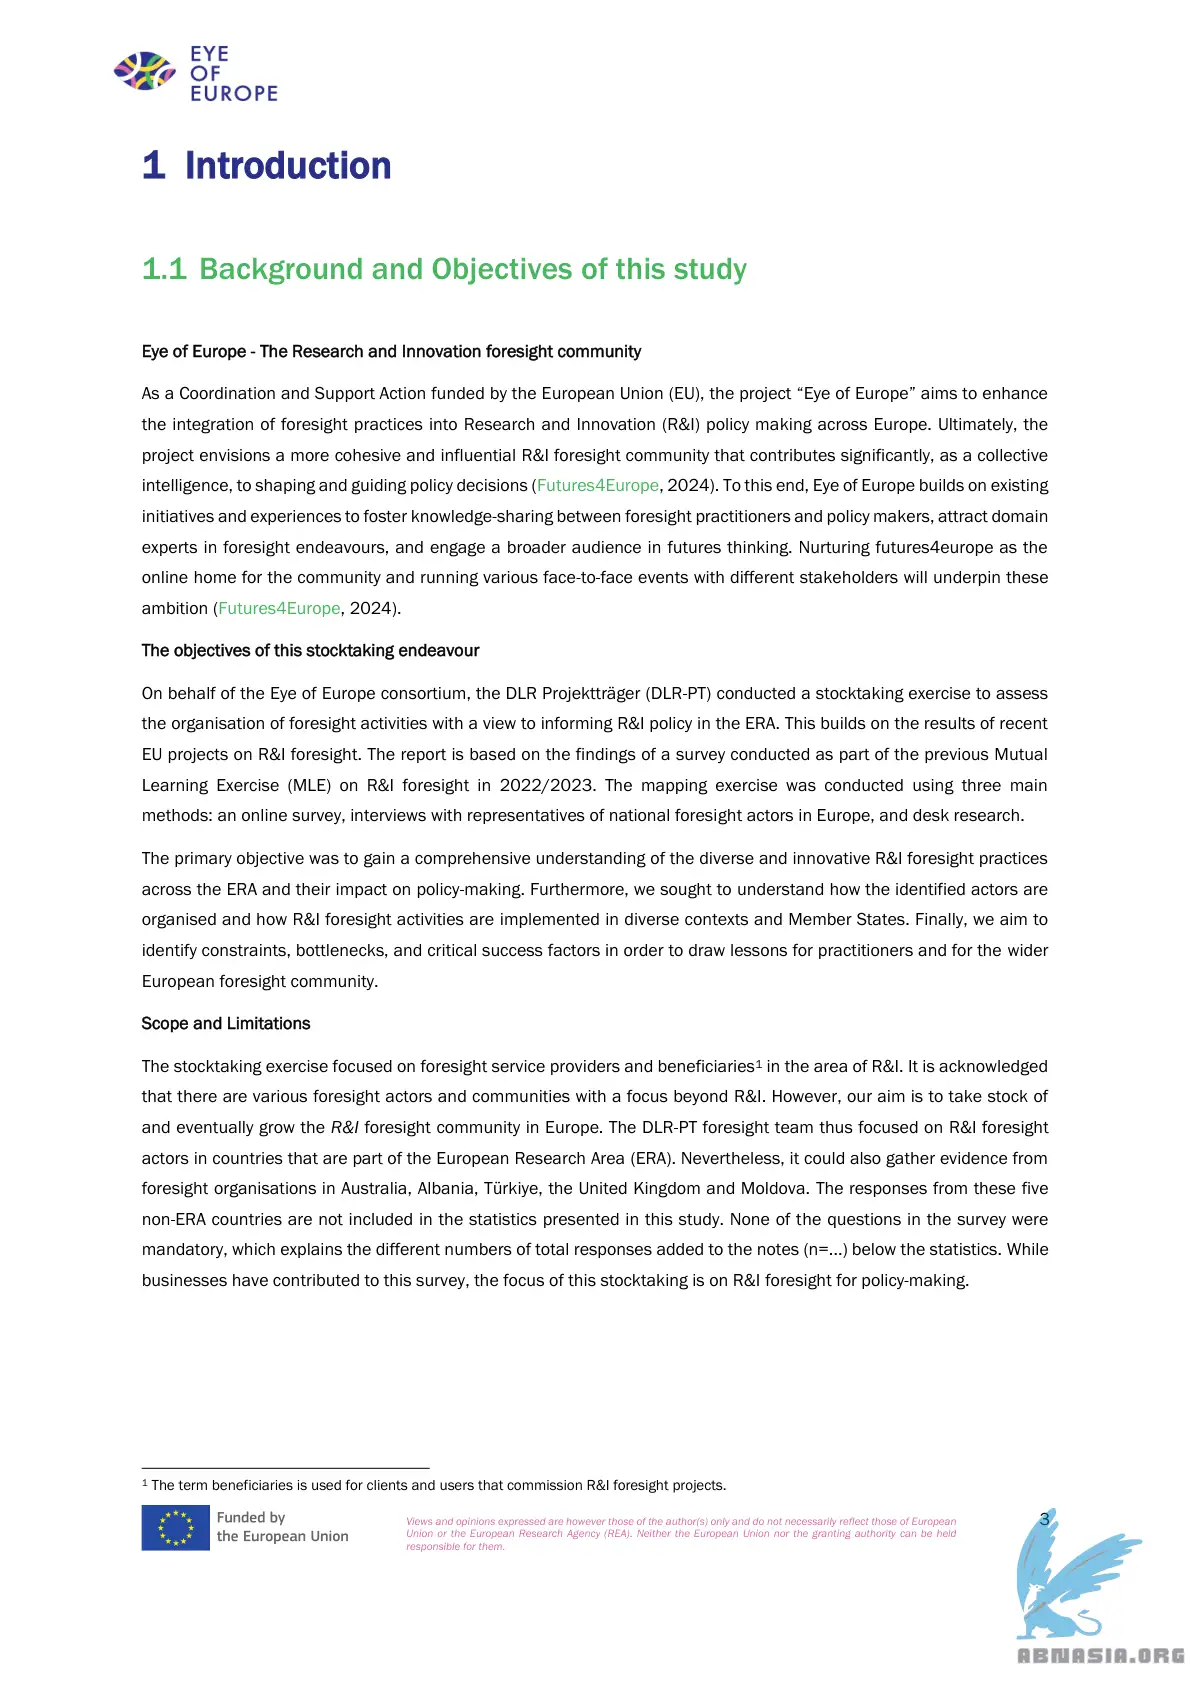 EYE
OF
EUROPE
1 Introduction
1.1 Background and Objectives of this study
Eye of Europe - The Research and Innovation foresight community
As a Coordination and Support Action funded by the European Union (EU), the project “Eye of Europe” aims to enhance
the integration of foresight practices into Research and Innovation (R&I) policy making across Europe. Ultimately, the
project envisions a more cohesive and influential R&I foresight community that contributes significantly, as a collective
intelligence, to shaping and guiding policy decisions (Futures4Europe, 2024). To this end, Eye of Europe builds on existing
initiatives and experiences to foster knowledge-sharing between foresight practitioners and policy makers, attract domain
experts in foresight endeavours, and engage a broader audience in futures thinking. Nurturing futures4europe as the
online home for the community and running various face-to-face events with different stakeholders will underpin these
ambition (Futures4Europe, 2024).
The objectives of this stocktaking endeavour
On behalf of the Eye of Europe consortium, the DLR Projektträger (DLR-PT) conducted a stocktaking exercise to assess
the organisation of foresight activities with a view to informing R&I policy in the ERA. This builds on the results of recent
EU projects on R&I foresight. The report is based on the findings of a survey conducted as part of the previous Mutual
Learning Exercise (MLE) on R&I foresight in 2022/2023. The mapping exercise was conducted using three main
methods: an online survey, interviews with representatives of national foresight actors in Europe, and desk research.
The primary objective was to gain a comprehensive understanding of the diverse and innovative R&I foresight practices
across the ERA and their impact on policy-making. Furthermore, we sought to understand how the identified actors are
organised and how R&I foresight activities are implemented in diverse contexts and Member States. Finally, we aim to
identify constraints, bottlenecks, and critical success factors in order to draw lessons for practitioners and for the wider
European foresight community.
Scope and Limitations
The stocktaking exercise focused on foresight service providers and beneficiaries¹ in the area of R&I. It is acknowledged
that there are various foresight actors and communities with a focus beyond R&I. However, our aim is to take stock of
and eventually grow the R&I foresight community in Europe. The DLR-PT foresight team thus focused on R&I foresight
actors in countries that are part of the European Research Area (ERA). Nevertheless, it could also gather evidence from
foresight organisations in Australia, Albania, Türkiye, the United Kingdom and Moldova. The responses from these five
non-ERA countries are not included in the statistics presented in this study. None of the questions in the survey were
mandatory, which explains the different numbers of total responses added to the notes (n=...) below the statistics. While
businesses have contributed to this survey, the focus of this stocktaking is on R&I foresight for policy-making.
¹ The term beneficiaries is used for clients and users that commission R&I foresight projects.
Funded by
the European Union
Views and opinions expressed are however those of the author(s) only and do not necessarily reflect those of European
Union or the European Research Agency (REA). Neither the European Union nor the granting authority can be held
responsible for them.
3
ABNASIA.ORG